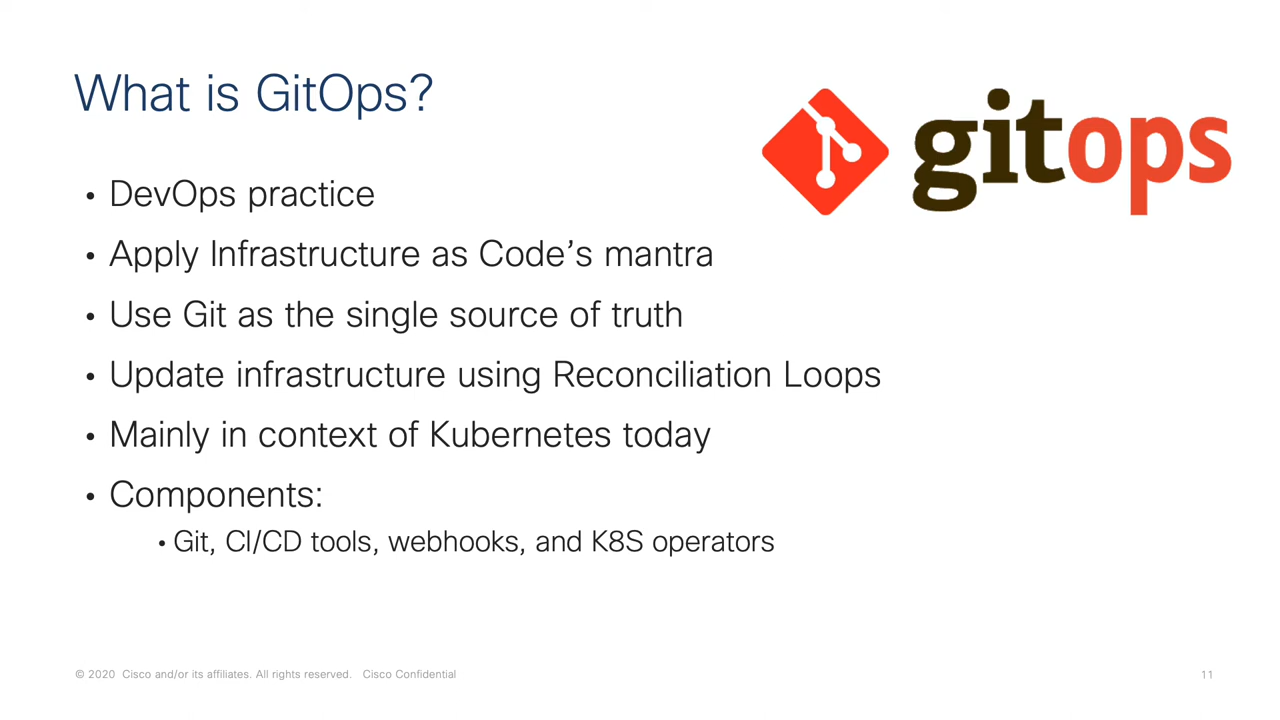 What is GitOps?
gitops
• DevOps practice
• Apply Infrastructure as Code’s mantra
• Use Git as the single source of truth
• Update infrastructure using Reconciliation Loops
• Mainly in context of Kubernetes today
• Components:
• Git, CI/CD tools, webhooks, and K8S operators
© 2020 Cisco and/or its affiliates. All rights reserved. Cisco Confidential
11